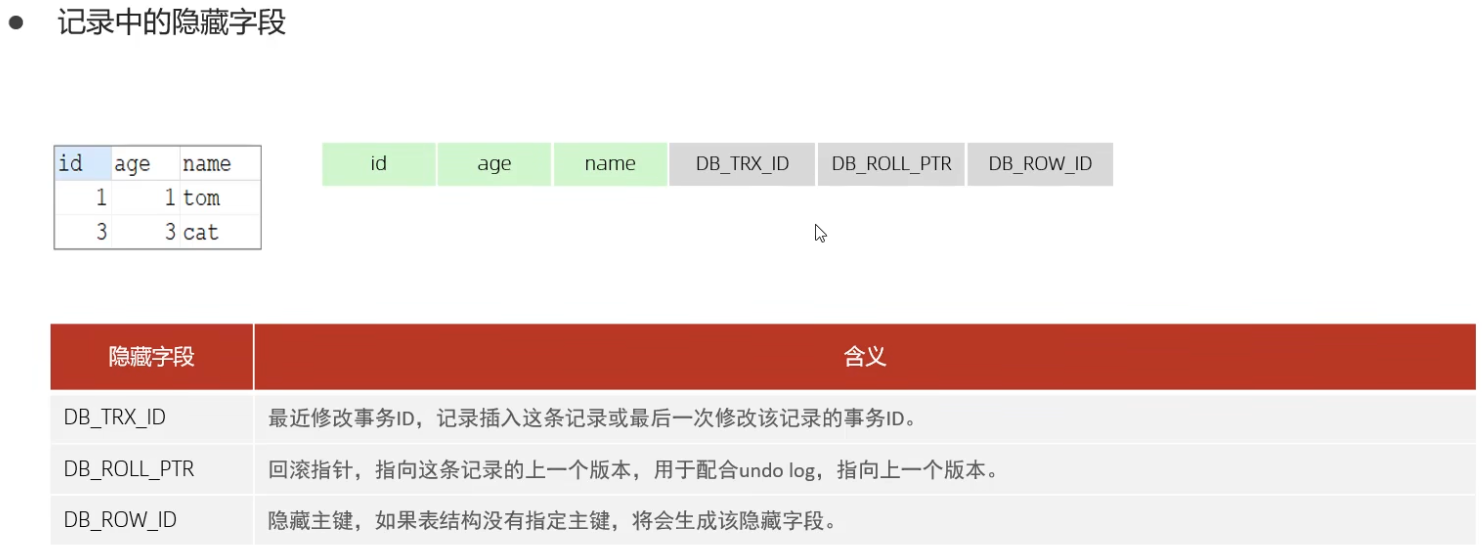 记录中的隐藏字段
id age name
1 1 tom
3 3 cat
id age name DB_TRX_ID DB_ROLL_PTR DB_ROW_ID
隐藏字段 含义
DB_TRX_ID 最近修改事务ID，记录插入这条记录或最后一次修改该记录的事务ID。
DB_ROLL_PTR 回滚指针，指向这条记录的上一个版本，用于配合undo log，指向上一个版本。
DB_ROW_ID 隐藏主键，如果表结构没有指定主键，将会生成该隐藏字段。